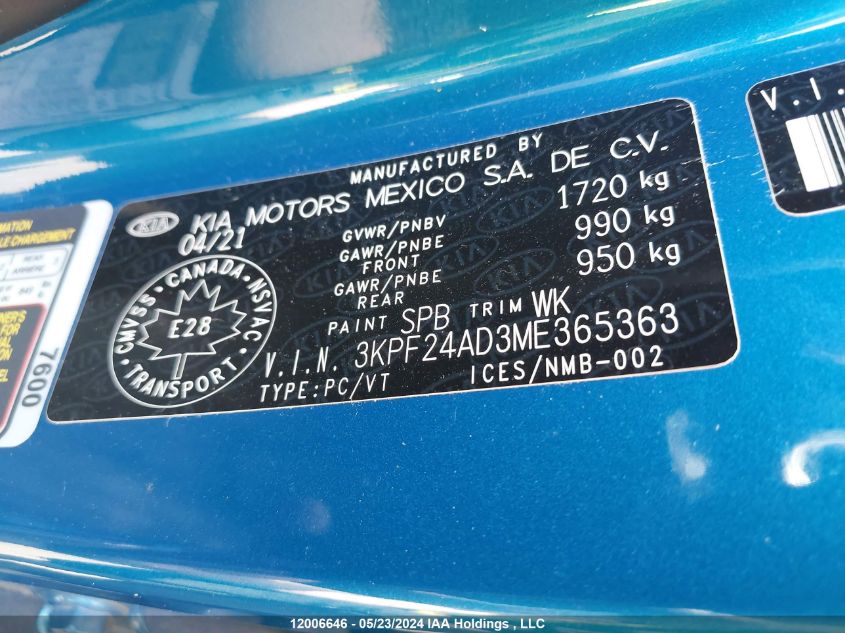 MANUFACTURED BY
KIA KIA MOTORS MEXICO S.A. DE C.V.
04/21
GVWR/PNBV 1720 kg
GAWR/PNBE FRONT 990 kg
GAWR/PNBE REAR 950 kg
PAINT SPB TRIM WK
V.I.N. 3KPF24AD3ME365363
TYPE:PC/VT ICES/NMB-002
CMVSS · CANADA · NSVAC
E28
TRANSPORT
V.I.
7600
12006646 - 05/23/2024 IAA Holdings , LLC